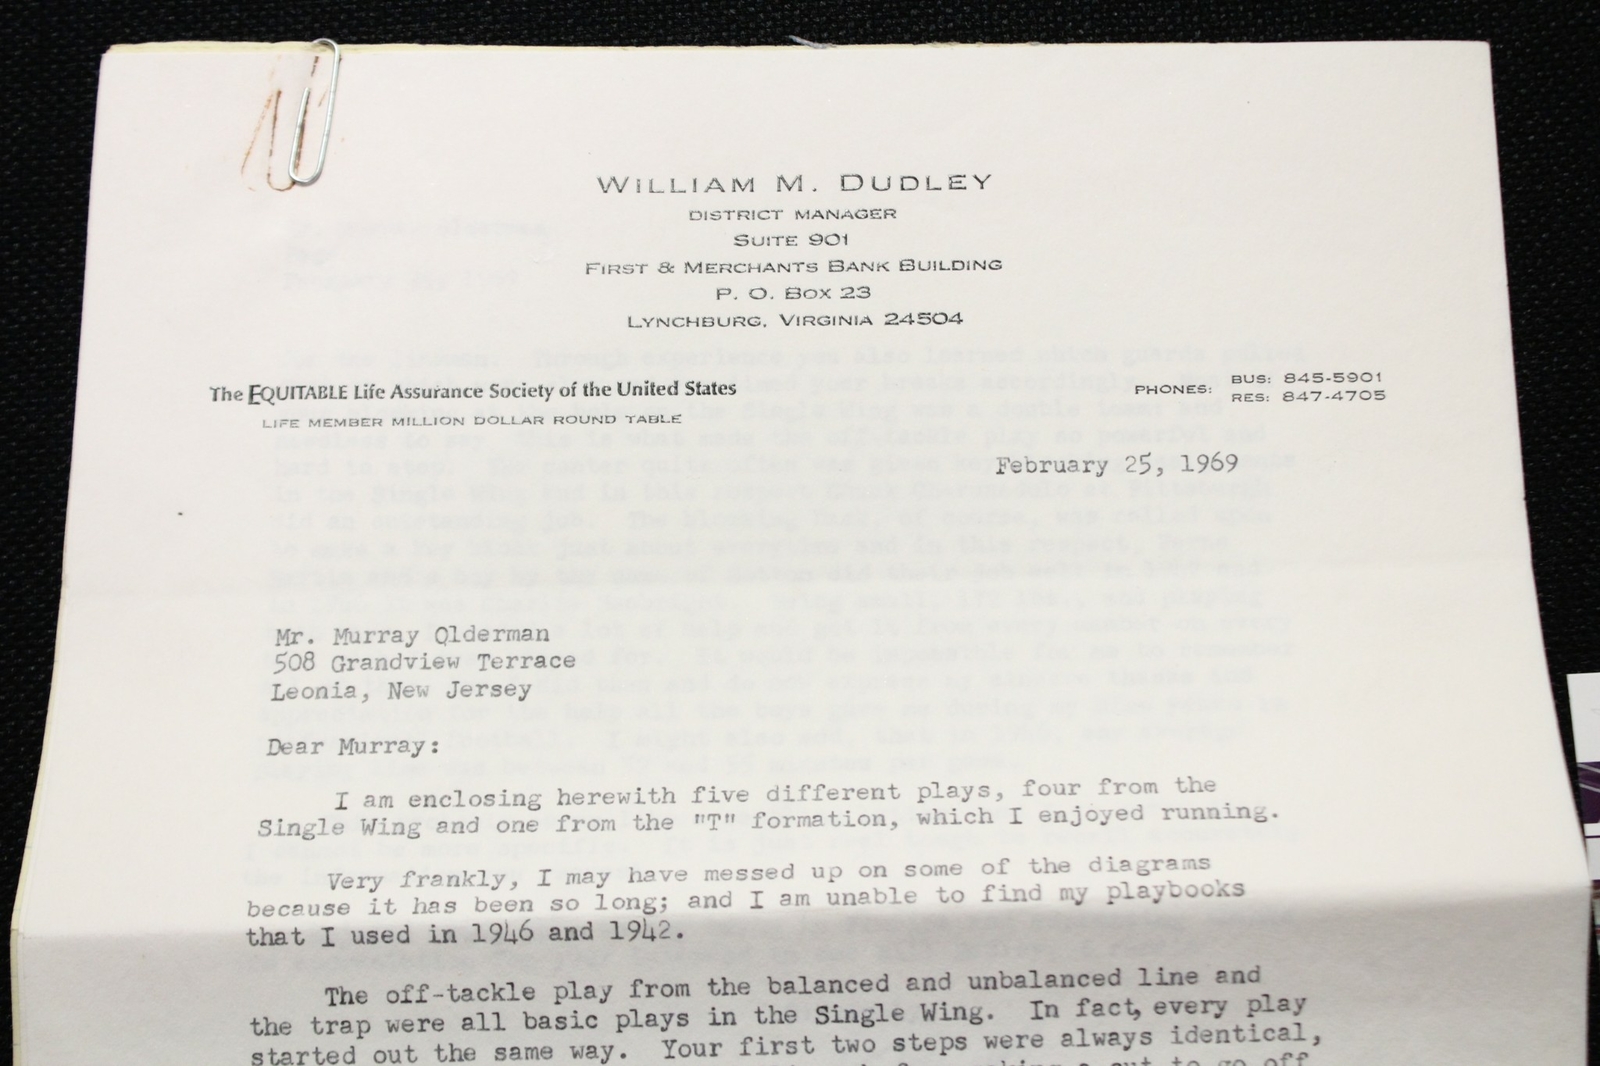 WILLIAM M. DUDLEY
DISTRICT MANAGER
SUITE 901
FIRST & MERCHANTS BANK BUILDING
P. O. BOX 23
LYNCHBURG, VIRGINIA 24504
The EQUITABLE Life Assurance Society of the United States
LIFE MEMBER MILLION DOLLAR ROUND TABLE
PHONES: BUS: 845-5901
RES: 847-4705
February 25, 1969
Mr. Murray Olderman
508 Grandview Terrace
Leonia, New Jersey
Dear Murray:
I am enclosing herewith five different plays, four from the
Single Wing and one from the "T" formation, which I enjoyed running.
Very frankly, I may have messed up on some of the diagrams
because it has been so long; and I am unable to find my playbooks
that I used in 1946 and 1942.
The off-tackle play from the balanced and unbalanced line and
the trap were all basic plays in the Single Wing. In fact, every play
started out the same way. Your first two steps were always identical,
a cut to go off